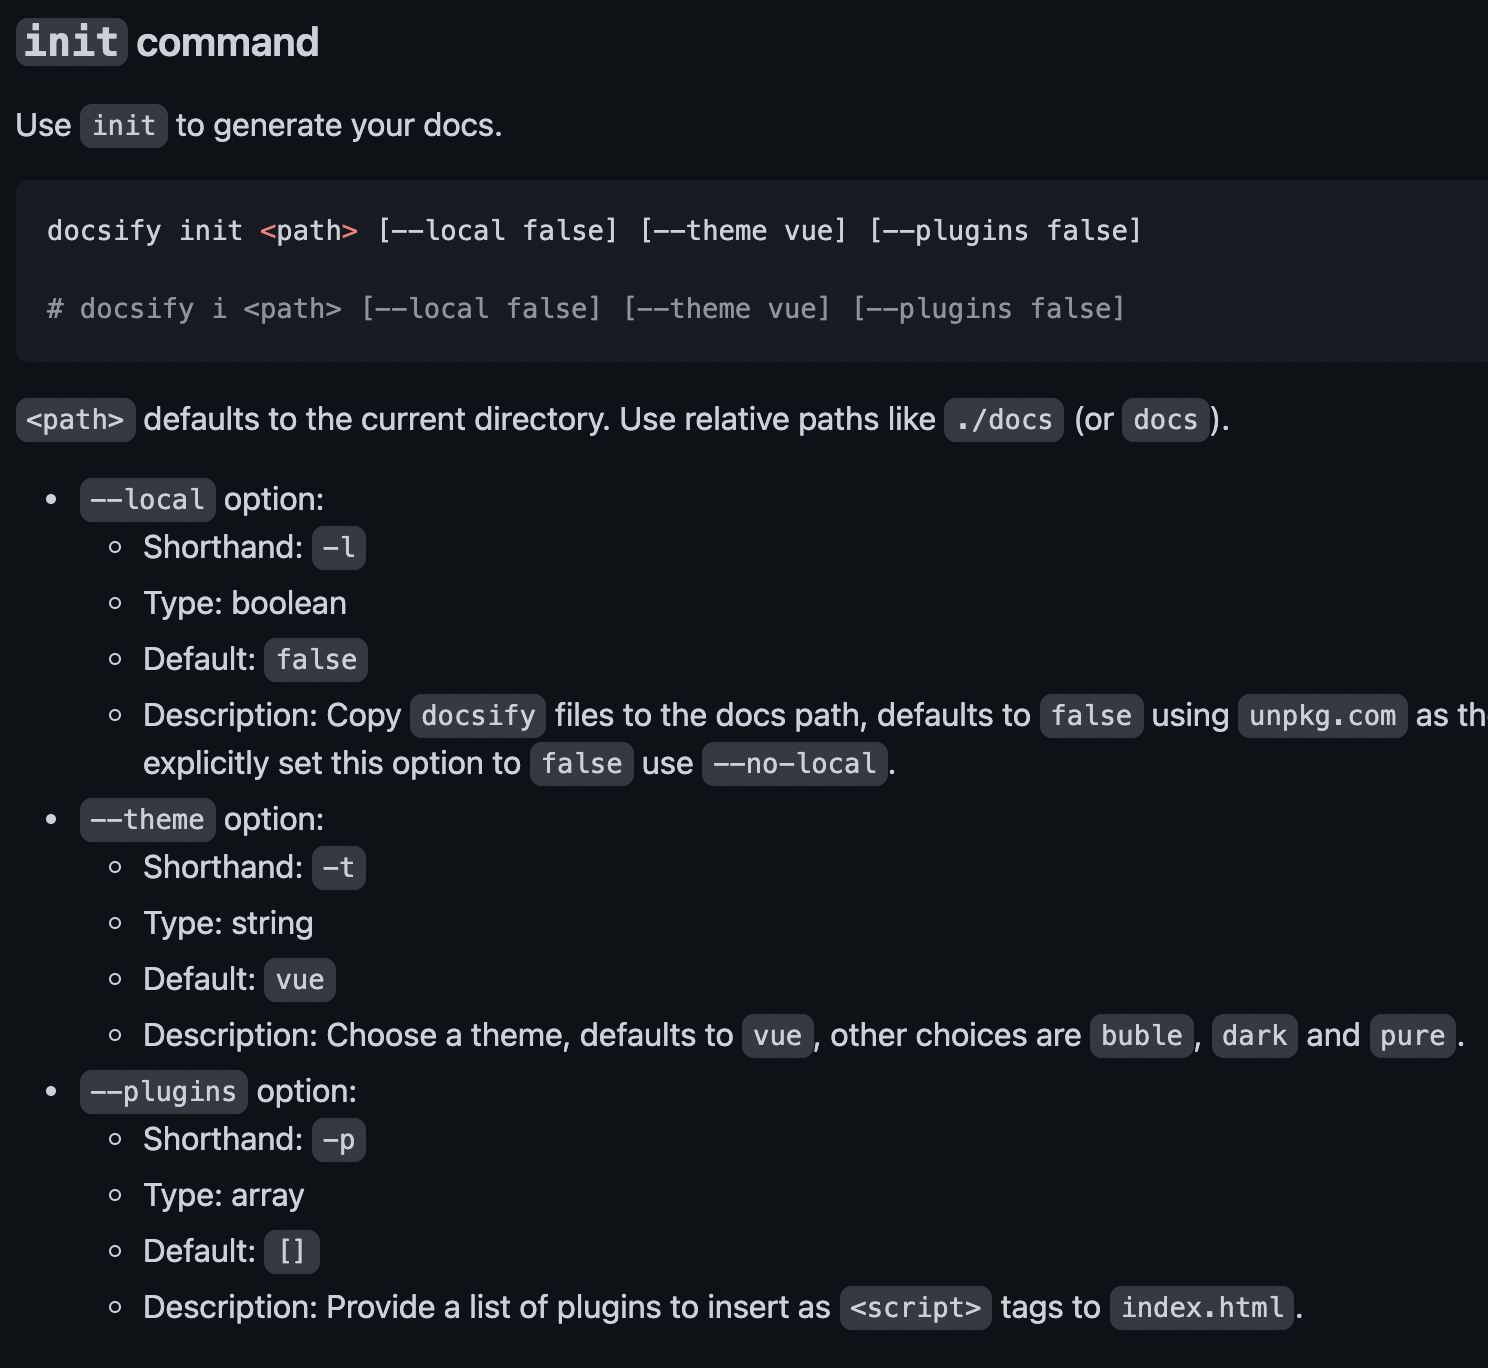 init command
Use init to generate your docs.
docsify init <path> [--local false] [--theme vue] [--plugins false]
# docsify i <path> [--local false] [--theme vue] [--plugins false]
<path> defaults to the current directory. Use relative paths like ./docs (or docs).
• --local option:
◦ Shorthand: -l
◦ Type: boolean
◦ Default: false
◦ Description: Copy docsify files to the docs path, defaults to false using unpkg.com as
explicitly set this option to false use --no-local.
• --theme option:
◦ Shorthand: -t
◦ Type: string
◦ Default: vue
◦ Description: Choose a theme, defaults to vue, other choices are buble, dark and pure.
• --plugins option:
◦ Shorthand: -p
◦ Type: array
◦ Default: []
◦ Description: Provide a list of plugins to insert as <script> tags to index.html.